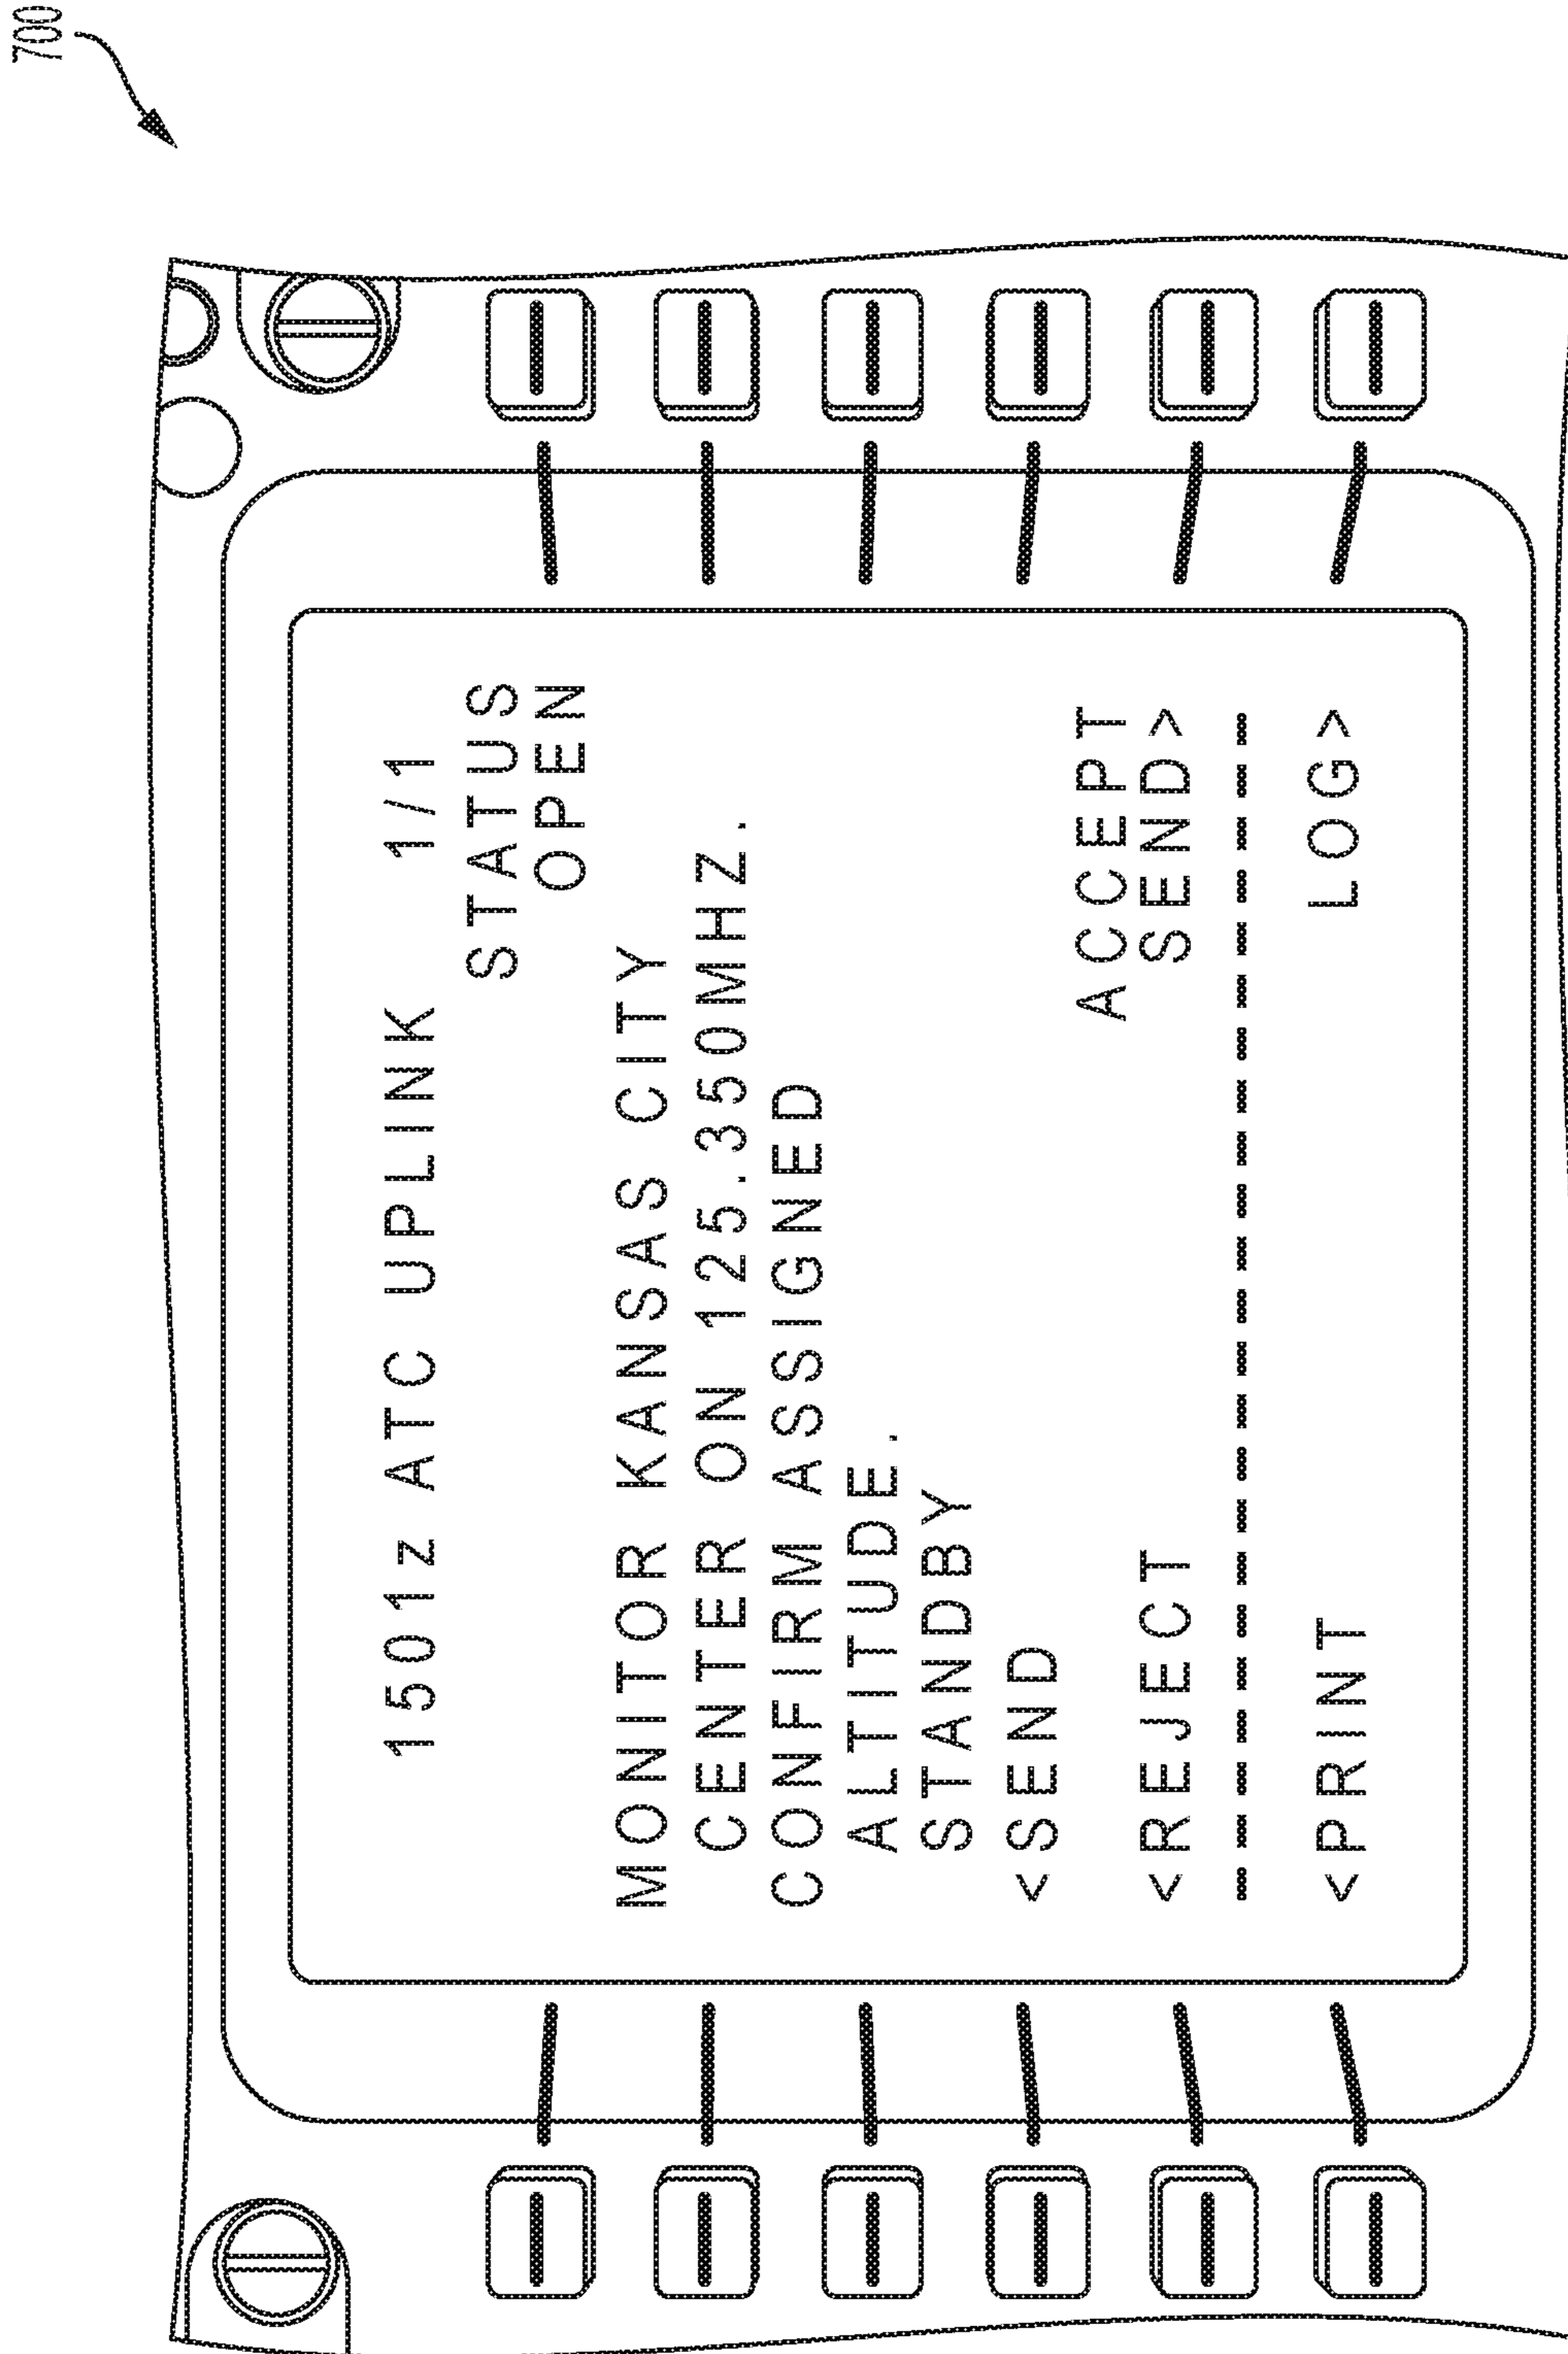 700
1501z ATC UPLINK 1/1
STATUS
OPEN
MONITOR KANSAS CITY
CENTER ON 125.350MHZ.
CONFIRM ASSIGNED
ALTITUDE.
STANDBY
<SEND
ACCEPT
<REJECT SEND>
----------------------
<PRINT LOG>